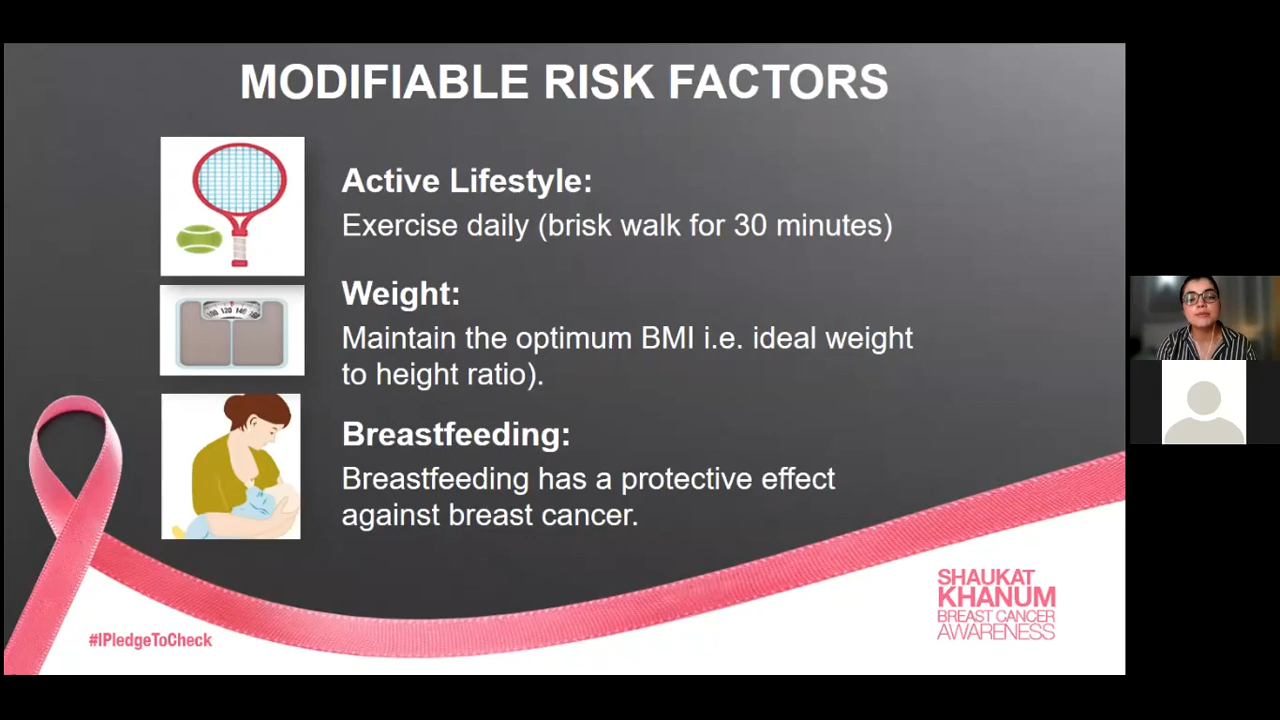 MODIFIABLE RISK FACTORS
Active Lifestyle:
Exercise daily (brisk walk for 30 minutes)
Weight:
Maintain the optimum BMI i.e. ideal weight
to height ratio).
Breastfeeding:
Breastfeeding has a protective effect
against breast cancer.
#IPledgeToCheck
SHAUKAT
KHANUM
BREAST CANCER
AWARENESS